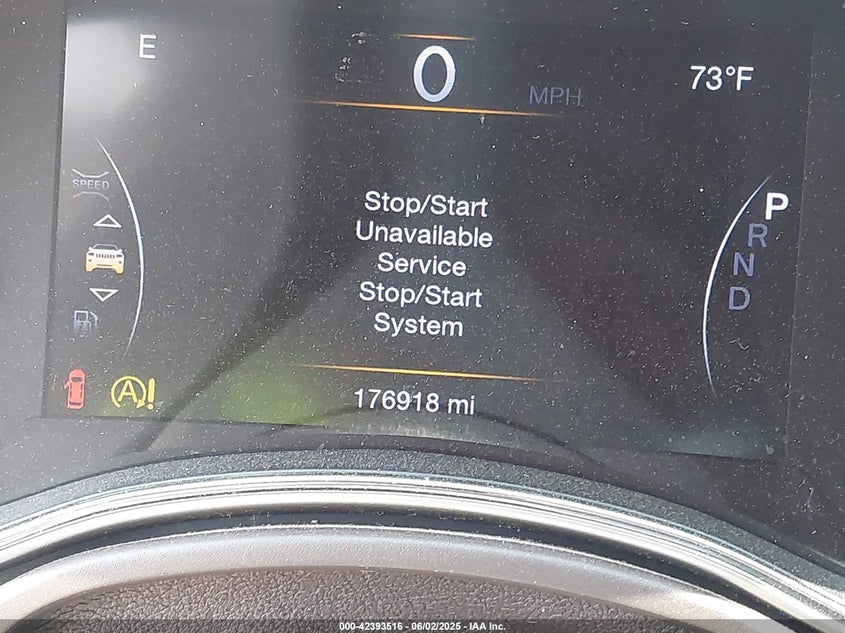 E
0 MPH
73°F
SPEED
Stop/Start
Unavailable
Service
Stop/Start
System
P
R
N
D
A!
176918 mi
000-42393516 - 06/02/2025 - IAA Inc.